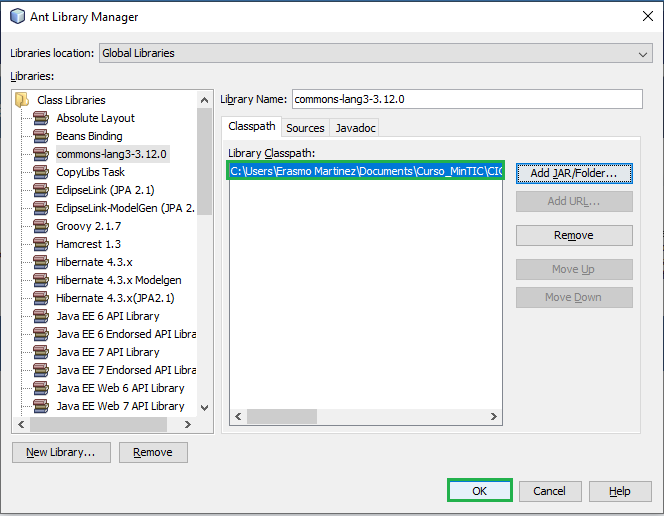 Ant Library Manager
Libraries location: Global Libraries
Libraries:
Class Libraries
Absolute Layout
Beans Binding
commons-lang3-3.12.0
CopyLibs Task
EclipseLink (JPA 2.1)
EclipseLink-ModelGen (JPA 2.
Groovy 2.1.7
Hamcrest 1.3
Hibernate 4.3.x
Hibernate 4.3.x Modelgen
Hibernate 4.3.x(JPA2.1)
Java EE 6 API Library
Java EE 6 Endorsed API Libra
Java EE 7 API Library
Java EE 7 Endorsed API Libra
Java EE Web 6 API Library
Java EE Web 7 API Library
New Library... Remove
Library Name: commons-lang3-3.12.0
Classpath Sources Javadoc
Library Classpath:
C:\Users\Erasmo Martinez\Documents\Curso_MinTIC\CIC
Add JAR/Folder...
Add URL...
Remove
Move Up
Move Down
OK Cancel Help